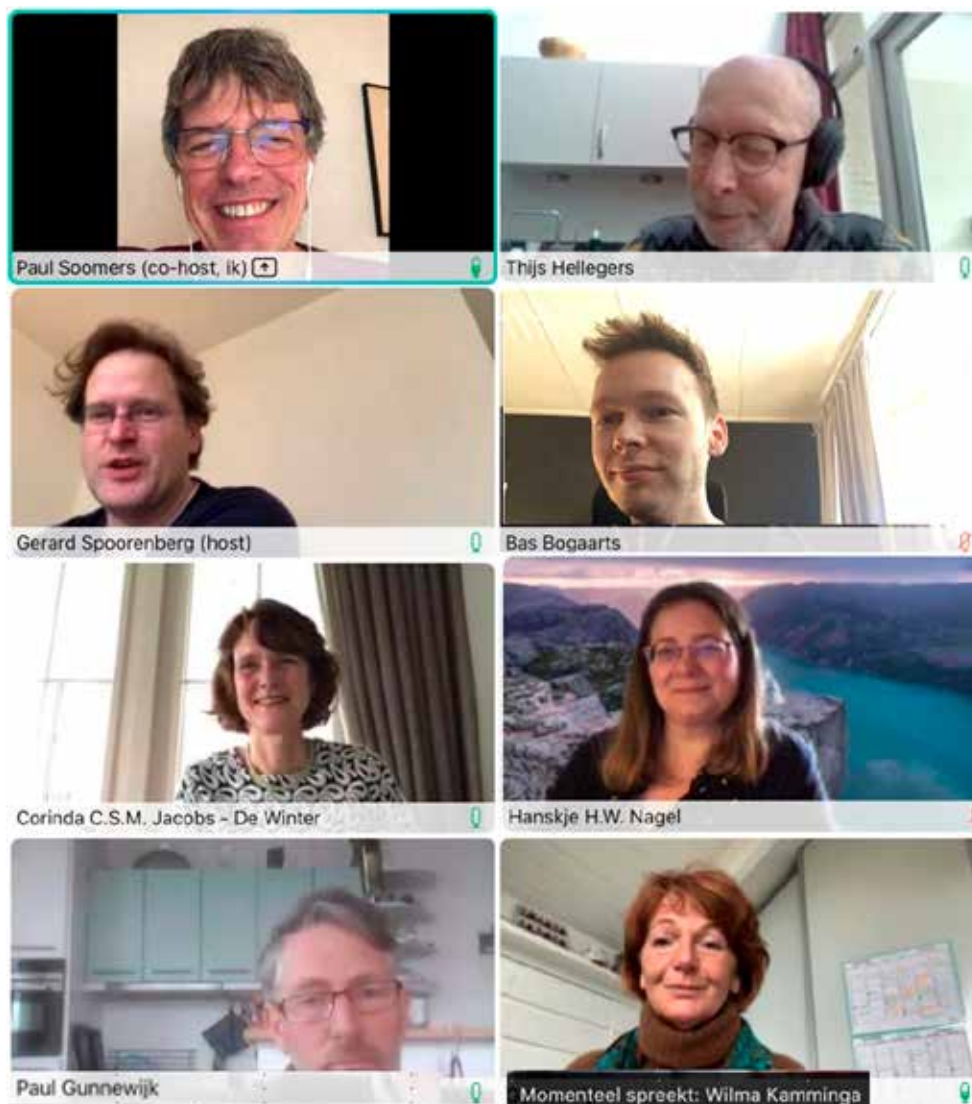 Paul Soomers (co-host, ik)
Thijs Hellegers
Gerard Spoorenberg (host)
Bas Bogaarts
Corinda C.S.M. Jacobs - De Winter
Hanskje H.W. Nagel
Paul Gunnewijk
Momenteel spreekt: Wilma Kamminga